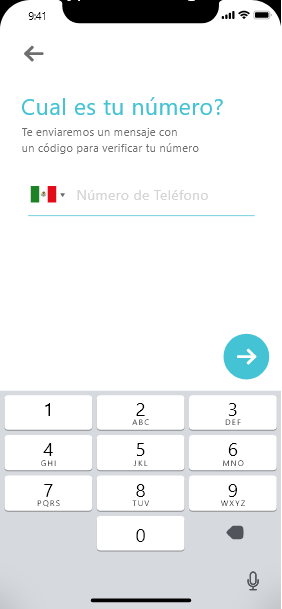 9:41
Cual es tu número?
Te enviaremos un mensaje con
un código para verificar tu número
Número de Teléfono
1 2 3
ABC DEF
4 5 6
GHI JKL MNO
7 8 9
PQRS TUV WXYZ
0